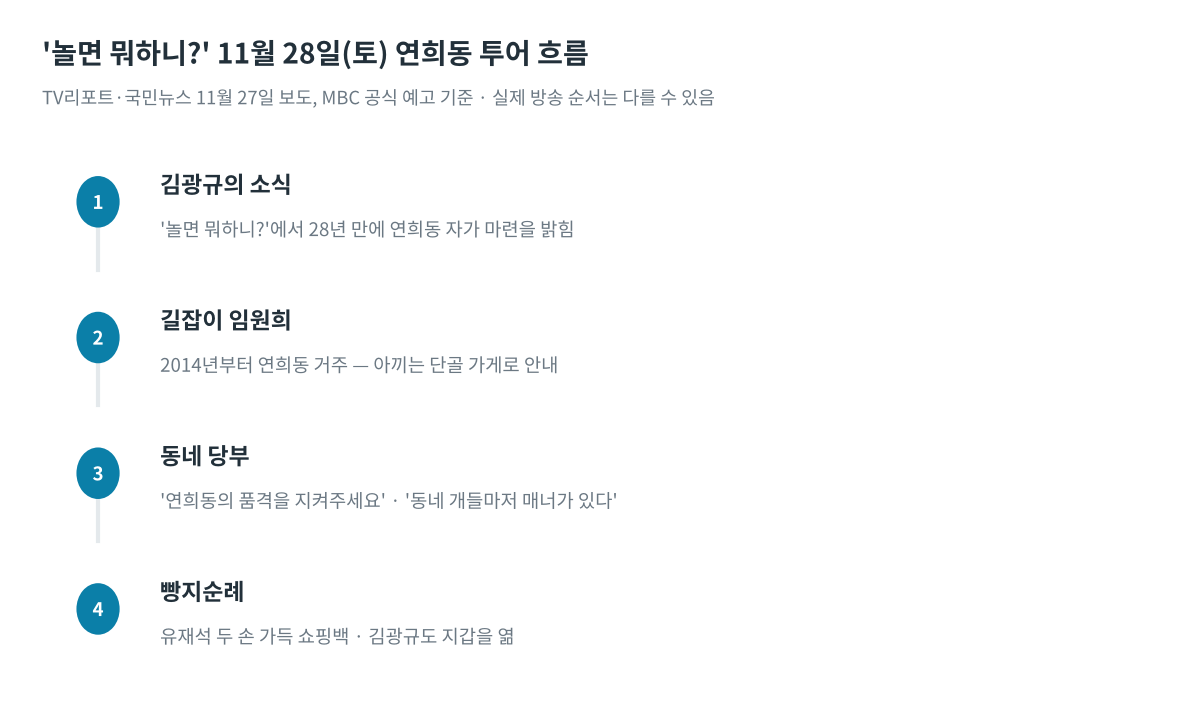 '놀면 뭐하니?' 11월 28일(토) 연희동 투어 흐름
TV리포트·국민뉴스 11월 27일 보도, MBC 공식 예고 기준 · 실제 방송 순서는 다를 수 있음
1
김광규의 소식
'놀면 뭐하니?'에서 28년 만에 연희동 자가 마련을 밝힘
2
길잡이 임원희
2014년부터 연희동 거주 — 아끼는 단골 가게로 안내
3
동네 당부
'연희동의 품격을 지켜주세요' · '동네 개들마저 매너가 있다'
4
빵지순례
유재석 두 손 가득 쇼핑백 · 김광규도 지갑을 엶